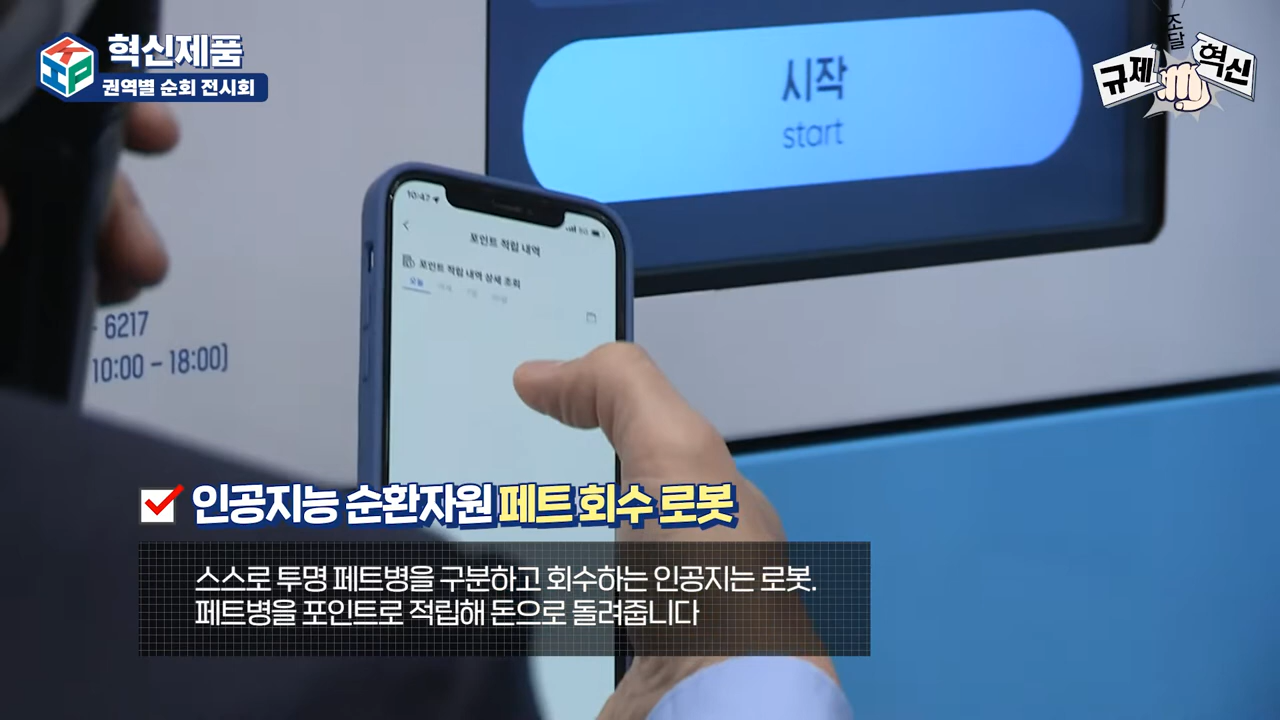 혁신제품
권역별 순회 전시회
조달
규제
혁신
시작
start
10:47
포인트 적립 내역
포인트 적립 내역 상세 조회
오늘
- 6217
10:00 - 18:00)
인공지능 순환자원 페트 회수 로봇
스스로 투명 페트병을 구분하고 회수하는 인공지는 로봇.
페트병을 포인트로 적립해 돈으로 돌려줍니다